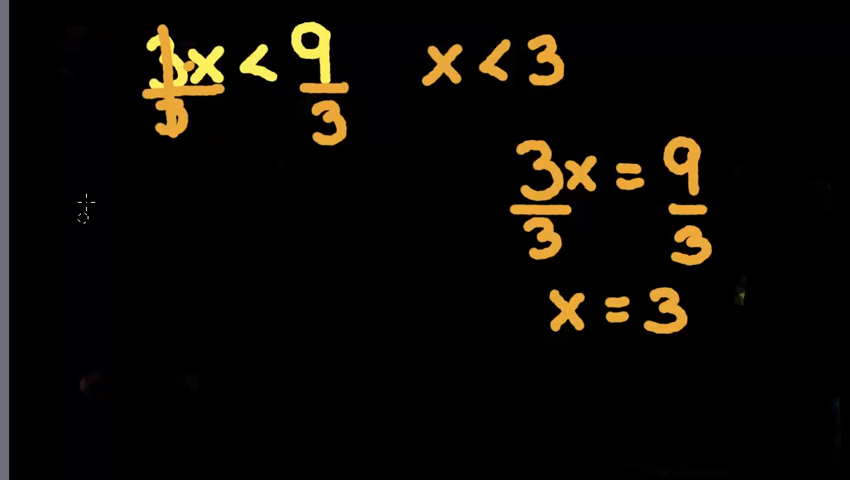 3x < 9 x < 3
3 3
3x = 9
3 3
x = 3